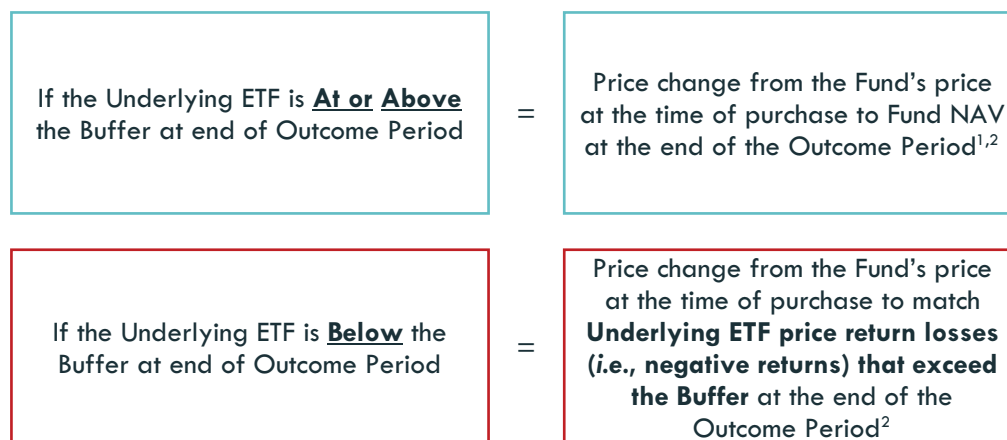 If the Underlying ETF is At or Above
the Buffer at end of Outcome Period
=
Price change from the Fund’s price
at the time of purchase to Fund NAV
at the end of the Outcome Period1,2
If the Underlying ETF is Below the
Buffer at end of Outcome Period
=
Price change from the Fund’s price
at the time of purchase to match
Underlying ETF price return losses
(i.e., negative returns) that exceed
the Buffer at the end of the
Outcome Period2